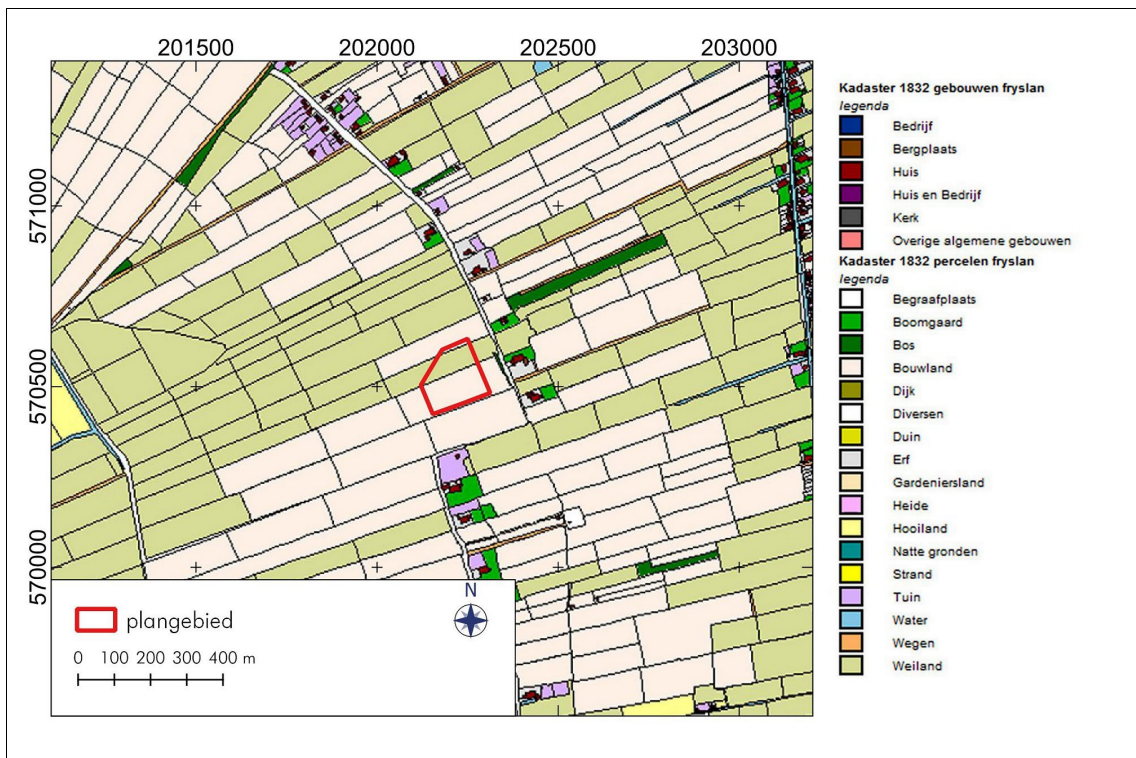 201500 202000 202500 203000
571000
570500
570000
N
plangebied
0 100 200 300 400 m
Kadaster 1832 gebouwen fryslan
legenda
Bedrijf
Bergplaats
Huis
Huis en Bedrijf
Kerk
Overige algemene gebouwen
Kadaster 1832 percelen fryslan
legenda
Begraafplaats
Boomgaard
Bos
Bouwland
Dijk
Diversen
Duin
Erf
Gardeniersland
Heide
Hooiland
Natte gronden
Strand
Tuin
Water
Wegen
Weiland